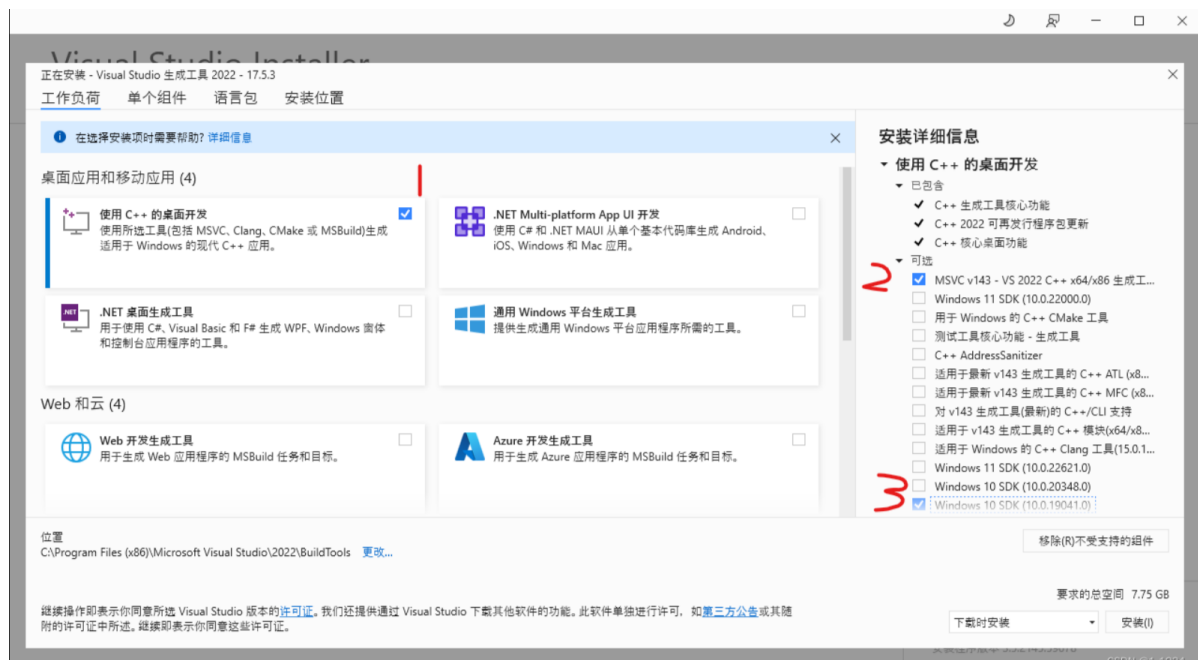 Visual Studio Installer
正在安装 - Visual Studio 生成工具 2022 - 17.5.3
工作负荷 单个组件 语言包 安装位置
在选择安装项时需要帮助? 详细信息
桌面应用和移动应用 (4)
1
使用 C++ 的桌面开发
使用所选工具(包括 MSVC、Clang、CMake 或 MSBuild)生成
适用于 Windows 的现代 C++ 应用。
.NET Multi-platform App UI 开发
使用 C# 和 .NET MAUI 从单个基本代码库生成 Android、
iOS、Windows 和 Mac 应用。
.NET
.NET 桌面生成工具
用于使用 C#、Visual Basic 和 F# 生成 WPF、Windows 窗体
和控制台应用程序的工具。
通用 Windows 平台生成工具
提供生成通用 Windows 平台应用程序所需的工具。
Web 和云 (4)
Web 开发生成工具
用于生成 Web 应用程序的 MSBuild 任务和目标。
Azure 开发生成工具
用于生成 Azure 应用程序的 MSBuild 任务和目标。
安装详细信息
使用 C++ 的桌面开发
已包含
C++ 生成工具核心功能
C++ 2022 可再发行程序包更新
C++ 核心桌面功能
可选
2
MSVC v143 - VS 2022 C++ x64/x86 生成工...
Windows 11 SDK (10.0.22000.0)
用于 Windows 的 C++ CMake 工具
测试工具核心功能 - 生成工具
C++ AddressSanitizer
适用于最新 v143 生成工具的 C++ ATL (x8...
适用于最新 v143 生成工具的 C++ MFC (x8...
对 v143 生成工具(最新)的 C++/CLI 支持
适用于 v143 生成工具的 C++ 模块(x64/x8...
适用于 Windows 的 C++ Clang 工具(15.0.1...
Windows 11 SDK (10.0.22621.0)
Windows 10 SDK (10.0.20348.0)
3
Windows 10 SDK (10.0.19041.0)
位置
C:\Program Files (x86)\Microsoft Visual Studio\2022\BuildTools 更改...
移除(R)不受支持的组件
继续操作即表示你同意所选 Visual Studio 版本的许可证。我们还提供通过 Visual Studio 下载其他软件的功能。此软件单独进行许可，如第三方公告或其随
附的许可证中所述。继续即表示你同意这些许可证。
要求的总空间 7.75 GB
下载时安装
安装(I)